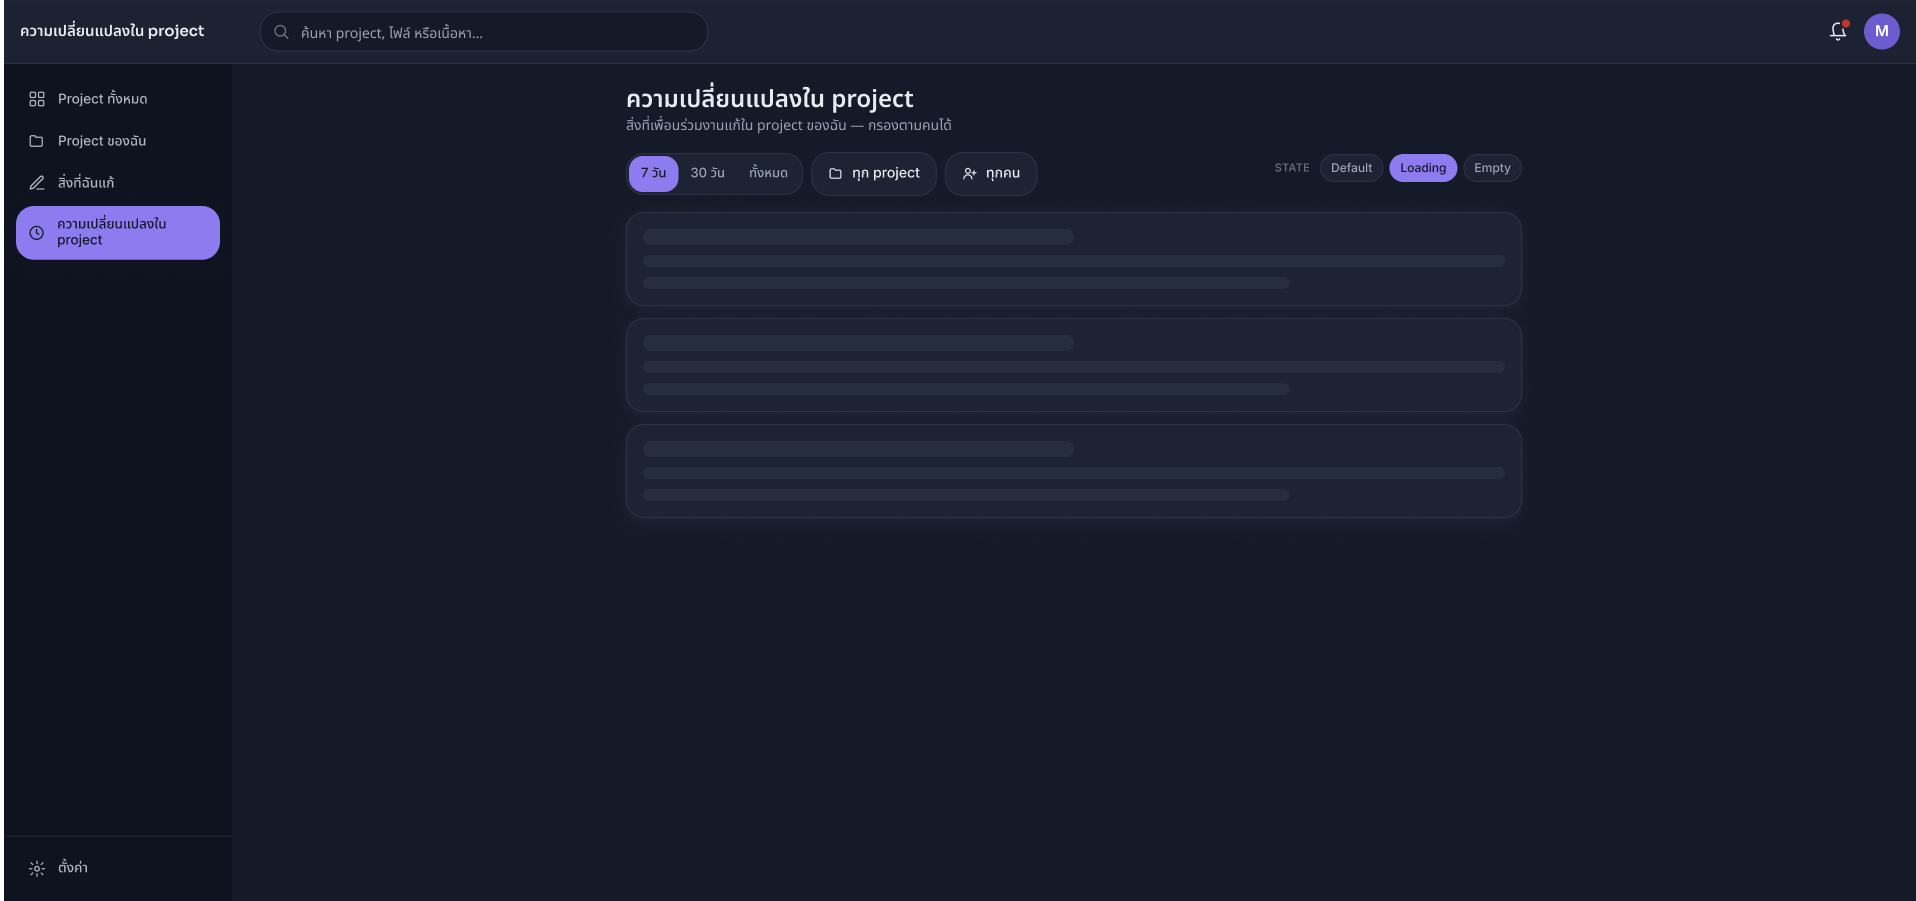 ความเปลี่ยนแปลงใน project
ค้นหา project, ไฟล์ หรือเนื้อหา...
M
Project ทั้งหมด
Project ของฉัน
สิ่งที่ฉันแก้
ความเปลี่ยนแปลงใน
project
ตั้งค่า
ความเปลี่ยนแปลงใน project
สิ่งที่เพื่อนร่วมงานแก้ใน project ของฉัน — กรองตามคนได้
7 วัน 30 วัน ทั้งหมด ทุก project ทุกคน
STATE Default Loading Empty